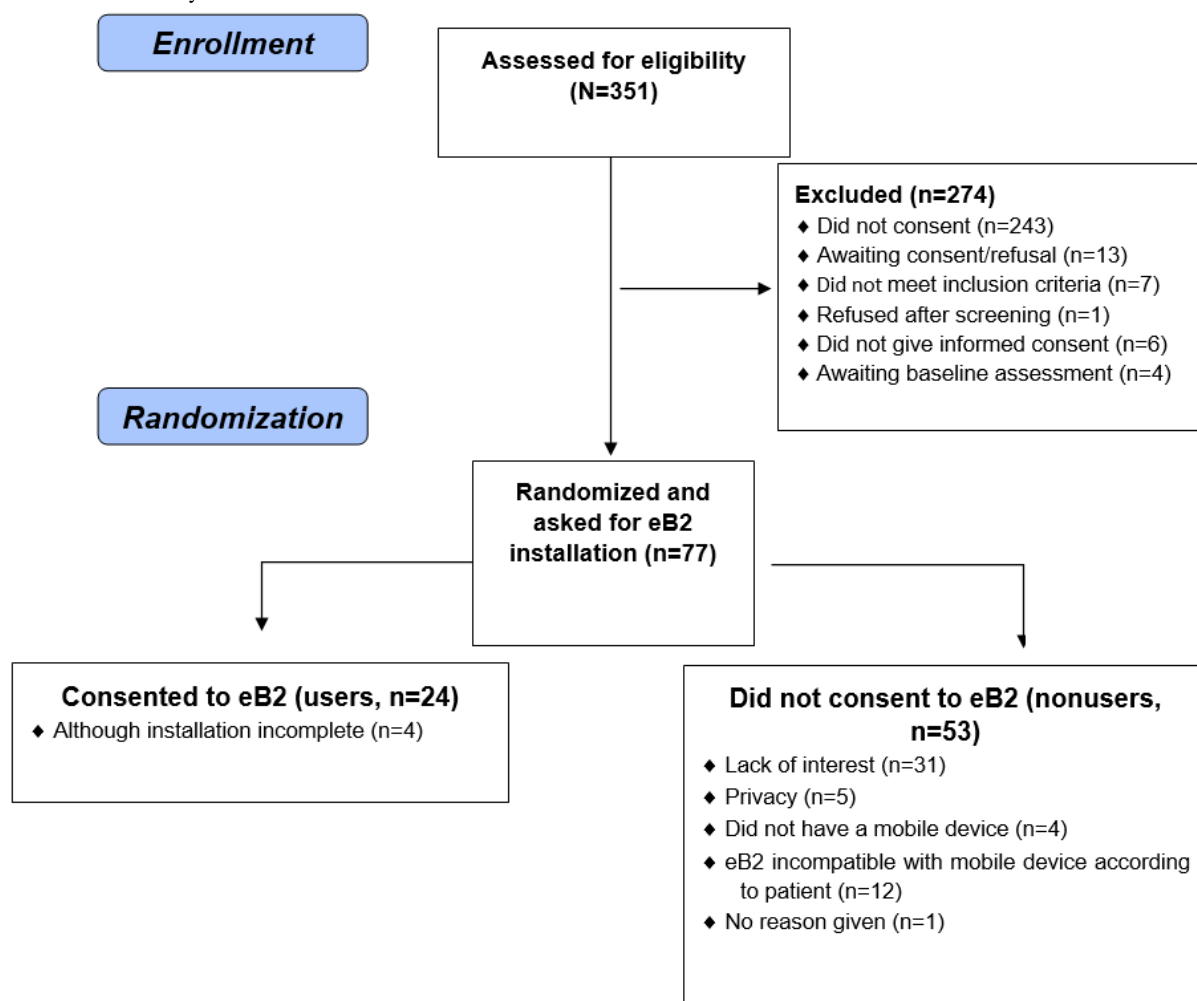 Enrollment
Assessed for eligibility
(N=351)
Excluded (n=274)
♦ Did not consent (n=243)
♦ Awaiting consent/refusal (n=13)
♦ Did not meet inclusion criteria (n=7)
♦ Refused after screening (n=1)
♦ Did not give informed consent (n=6)
♦ Awaiting baseline assessment (n=4)
Randomization
Randomized and
asked for eB2
installation (n=77)
Consented to eB2 (users, n=24)
♦ Although installation incomplete (n=4)
Did not consent to eB2 (nonusers,
n=53)
♦ Lack of interest (n=31)
♦ Privacy (n=5)
♦ Did not have a mobile device (n=4)
♦ eB2 incompatible with mobile device according
to patient (n=12)
♦ No reason given (n=1)